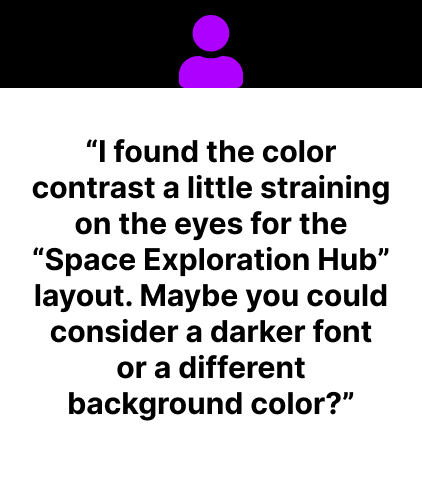 “I found the color
contrast a little straining
on the eyes for the
“Space Exploration Hub”
layout. Maybe you could
consider a darker font
or a different
background color?”